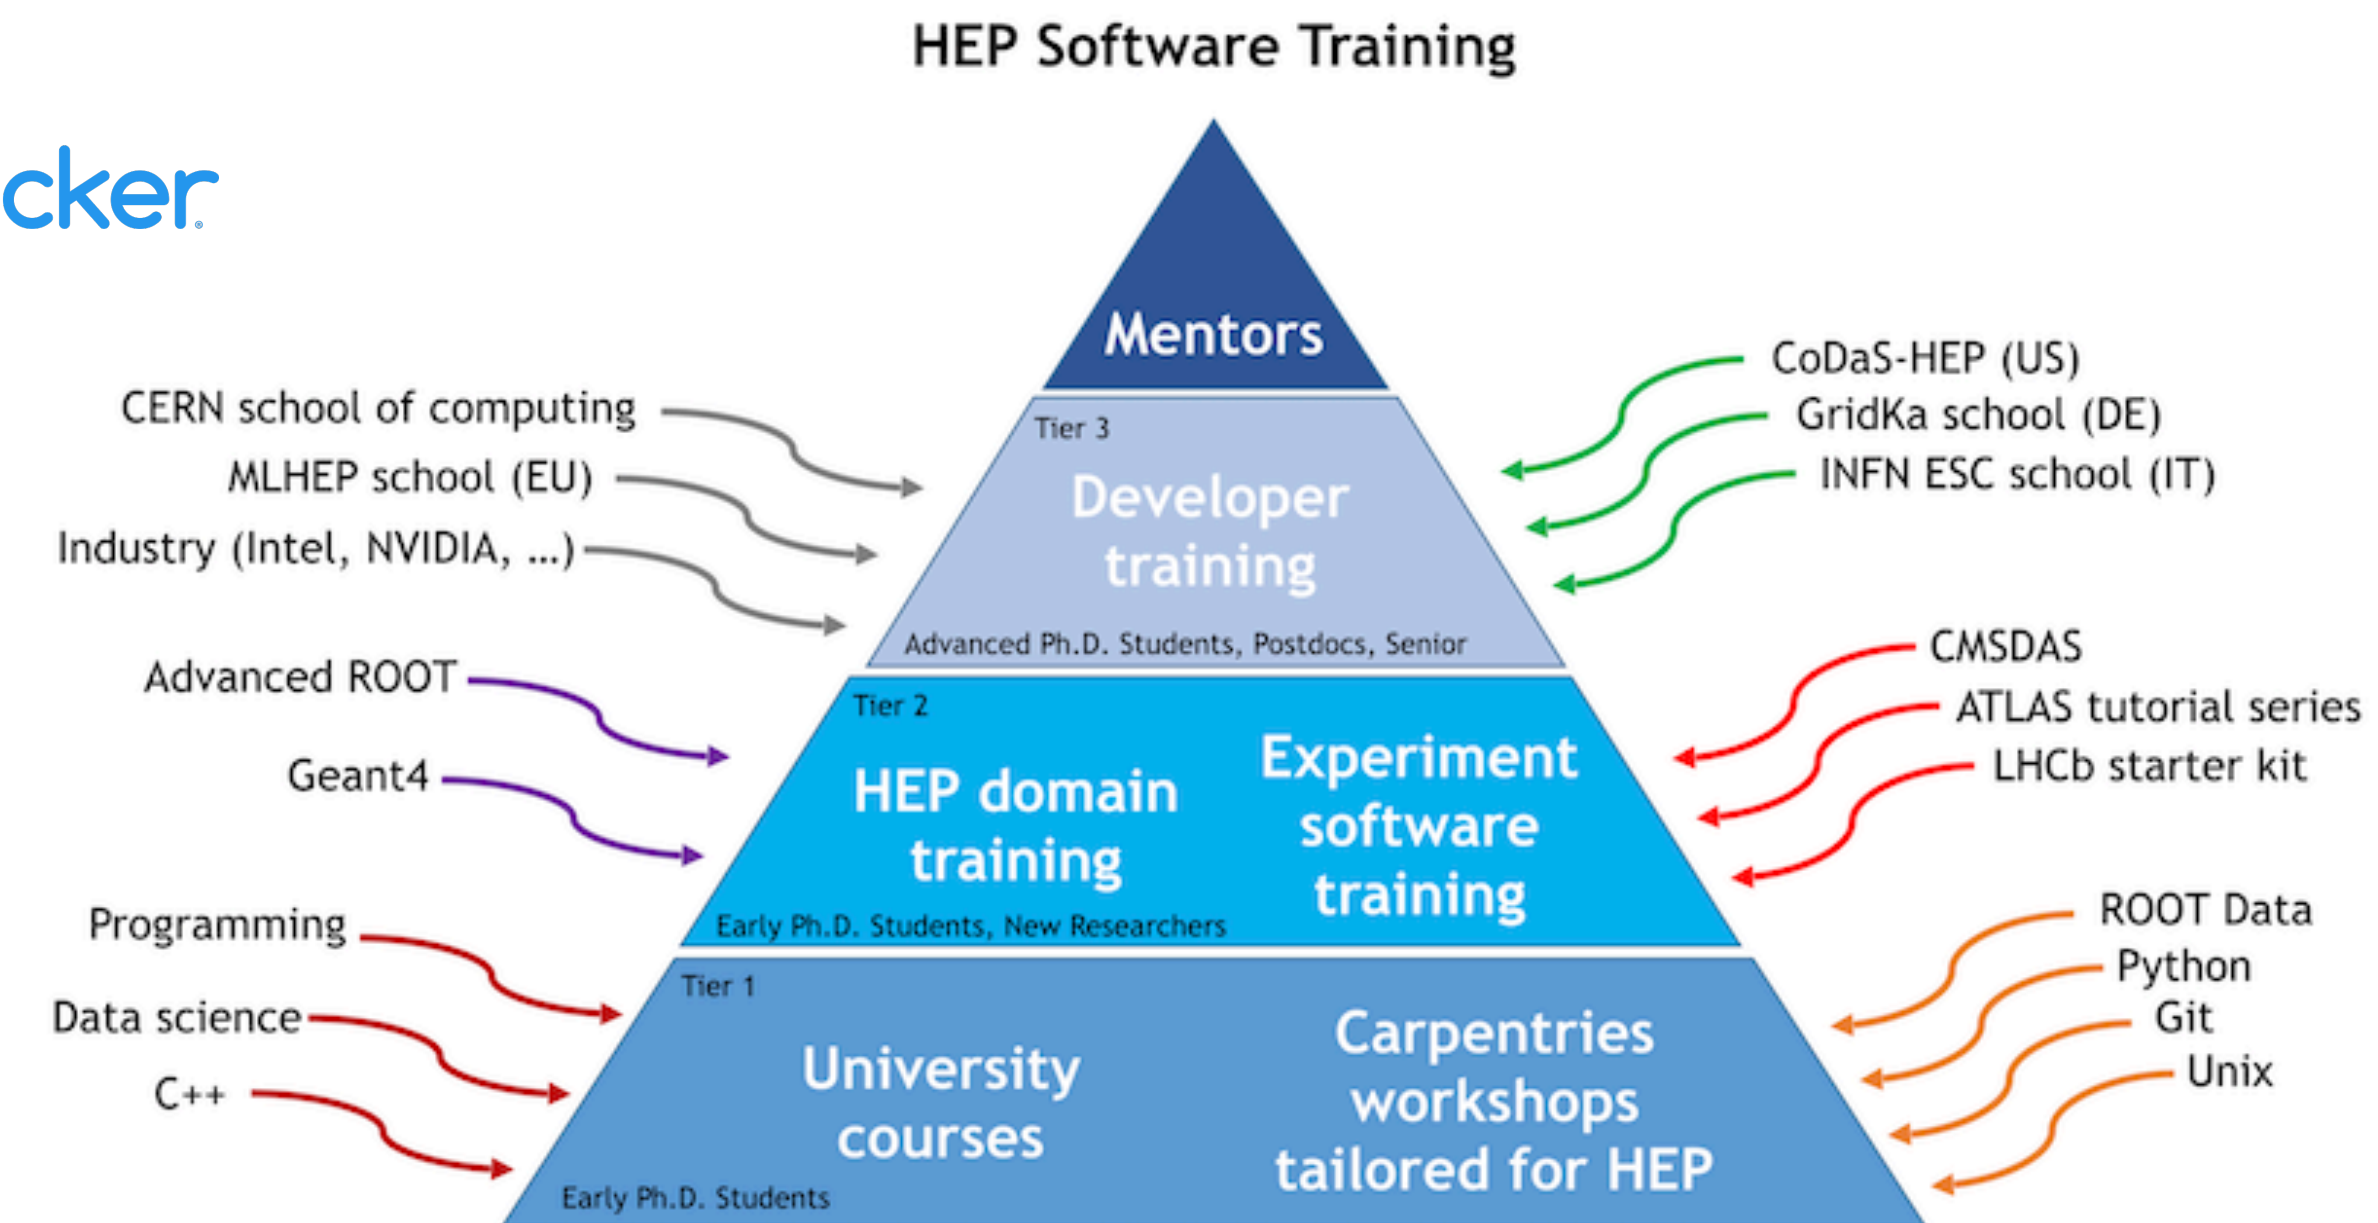 HEP Software Training
cker
Mentors
CERN school of computing
MLHEP school (EU)
Industry (Intel, NVIDIA, ...)
CoDaS-HEP (US)
GridKa school (DE)
INFN ESC school (IT)
Tier 3
Developer
training
Advanced Ph.D. Students, Postdocs, Senior
Advanced ROOT
Geant4
CMSDAS
ATLAS tutorial series
LHCb starter kit
Tier 2
HEP domain
training
Experiment
software
training
Early Ph.D. Students, New Researchers
Programming
Data science
C++
ROOT Data
Python
Git
Unix
Tier 1
University
courses
Carpentries
workshops
tailored for HEP
Early Ph.D. Students